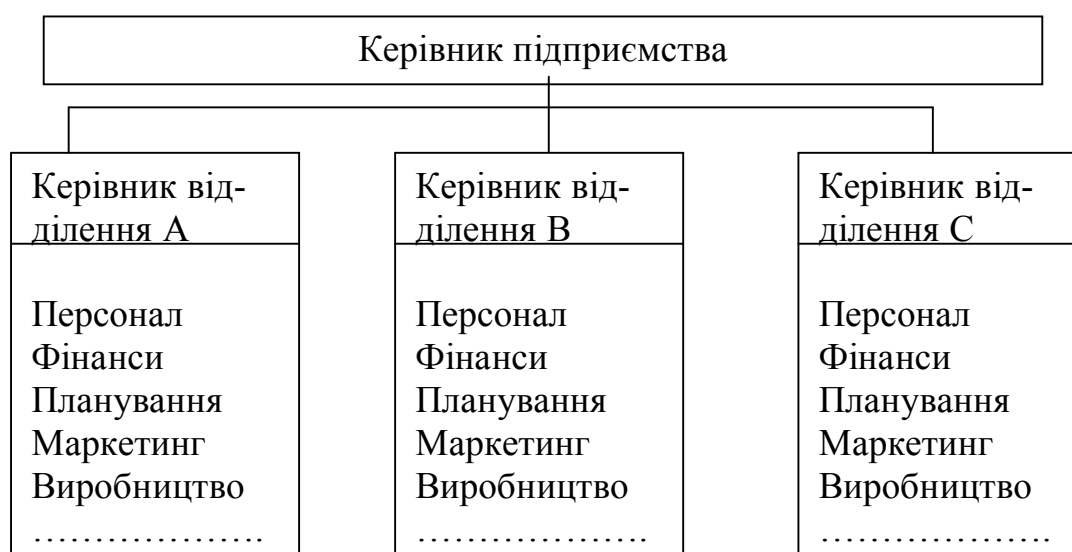 Керівник підприємства
Керівник від-
ділення А
Персонал
Фінанси
Планування
Маркетинг
Виробництво
………………….
Керівник від-
ділення В
Персонал
Фінанси
Планування
Маркетинг
Виробництво
………………….
Керівник від-
ділення С
Персонал
Фінанси
Планування
Маркетинг
Виробництво
………………….